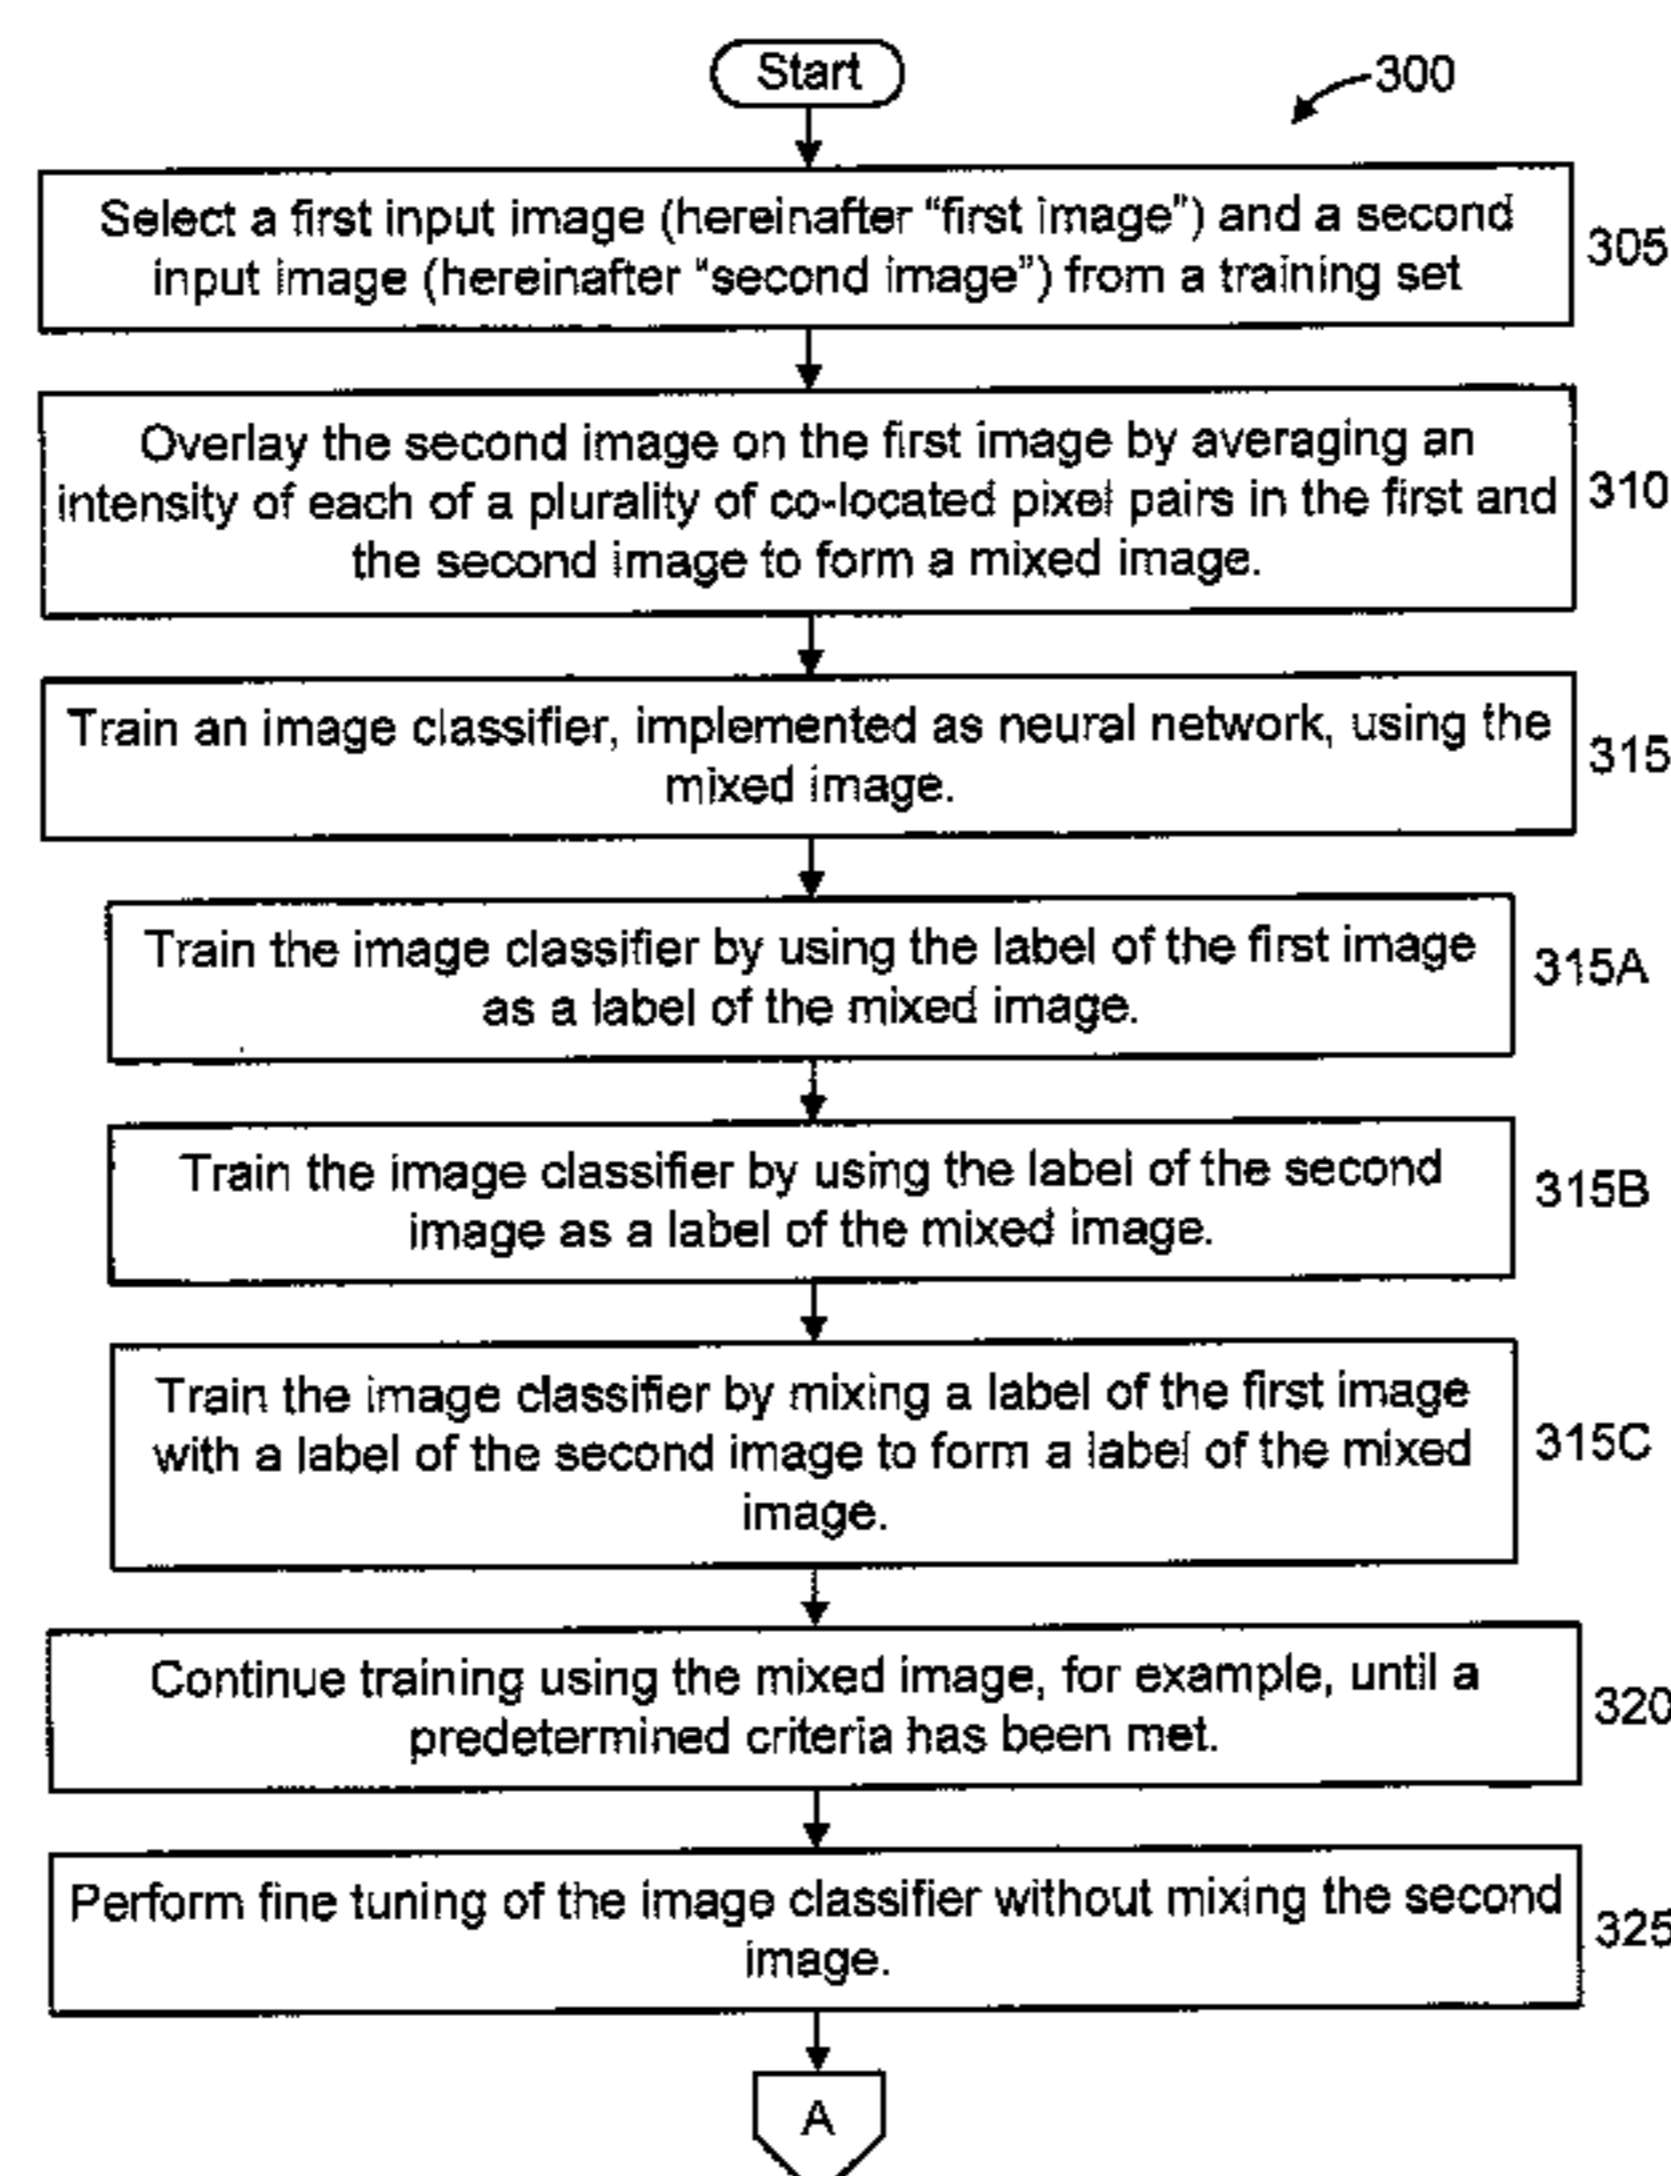 Start
300
Select a first input image (hereinafter “first image”) and a second
input image (hereinafter “second image”) from a training set
305
Overlay the second image on the first image by averaging an
intensity of each of a plurality of co-located pixel pairs in the first and
the second image to form a mixed image.
310
Train an image classifier, implemented as neural network, using the
mixed image.
315
Train the image classifier by using the label of the first image
as a label of the mixed image.
315A
Train the image classifier by using the label of the second
image as a label of the mixed image.
315B
Train the image classifier by mixing a label of the first image
with a label of the second image to form a label of the mixed
image.
315C
Continue training using the mixed image, for example, until a
predetermined criteria has been met.
320
Perform fine tuning of the image classifier without mixing the second
image.
325
A